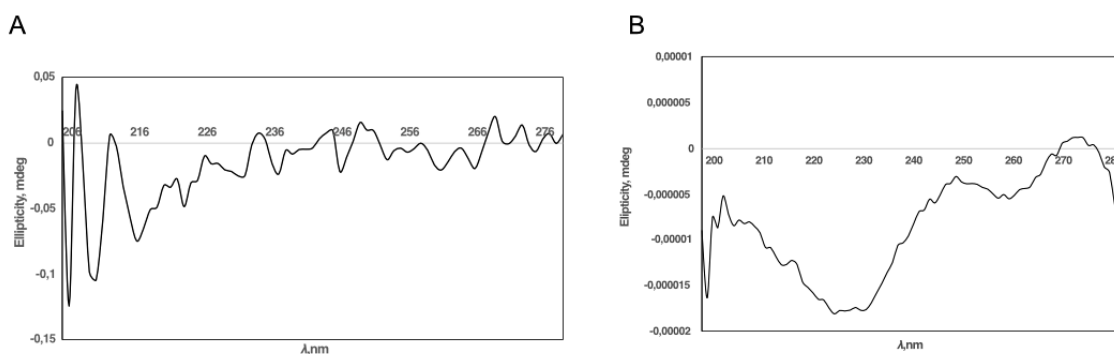 A
0,05
0
-0,05
-0,1
-0,15
206 216 226 236 246 256 266 276
Ellipticity, mdeg
λ,nm
B
0,00001
0,000005
0
-0,000005
-0,00001
-0,000015
-0,00002
200 210 220 230 240 250 260 270 28
Elipticity, mdeg
λ,nm